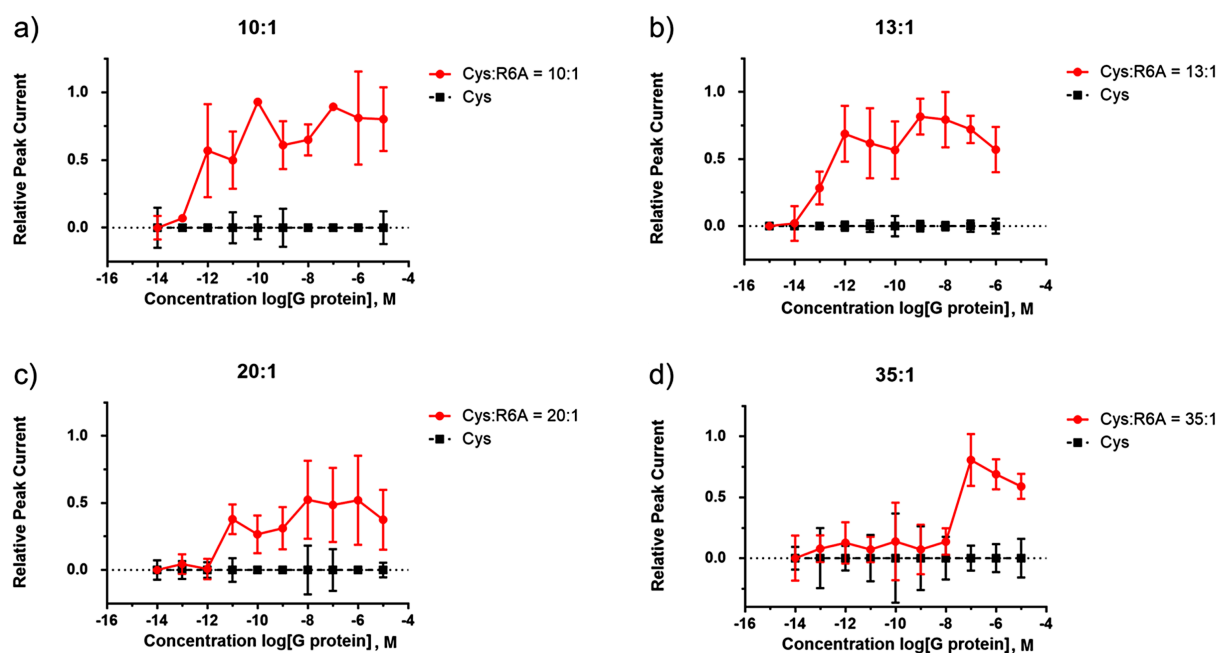 a)
10:1
Relative Peak Current
1.0
0.5
0.0
-16 -14 -12 -10 -8 -6 -4
Concentration log[G protein], M
Cys:R6A = 10:1
Cys
b)
13:1
Relative Peak Current
1.0
0.5
0.0
-16 -14 -12 -10 -8 -6 -4
Concentration log[G protein], M
Cys:R6A = 13:1
Cys
c)
20:1
Relative Peak Current
1.0
0.5
0.0
-16 -14 -12 -10 -8 -6 -4
Concentration log[G protein], M
Cys:R6A = 20:1
Cys
d)
35:1
Relative Peak Current
1.0
0.5
0.0
-16 -14 -12 -10 -8 -6 -4
Concentration log[G protein], M
Cys:R6A = 35:1
Cys